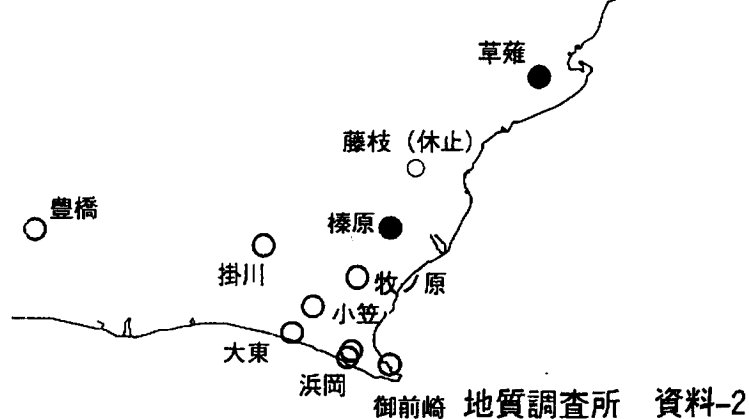 草薙
藤枝（休止）
豊橋
榛原
掛川
牧ノ原
小笠
大東
浜岡
御前崎
地質調査所　資料-2